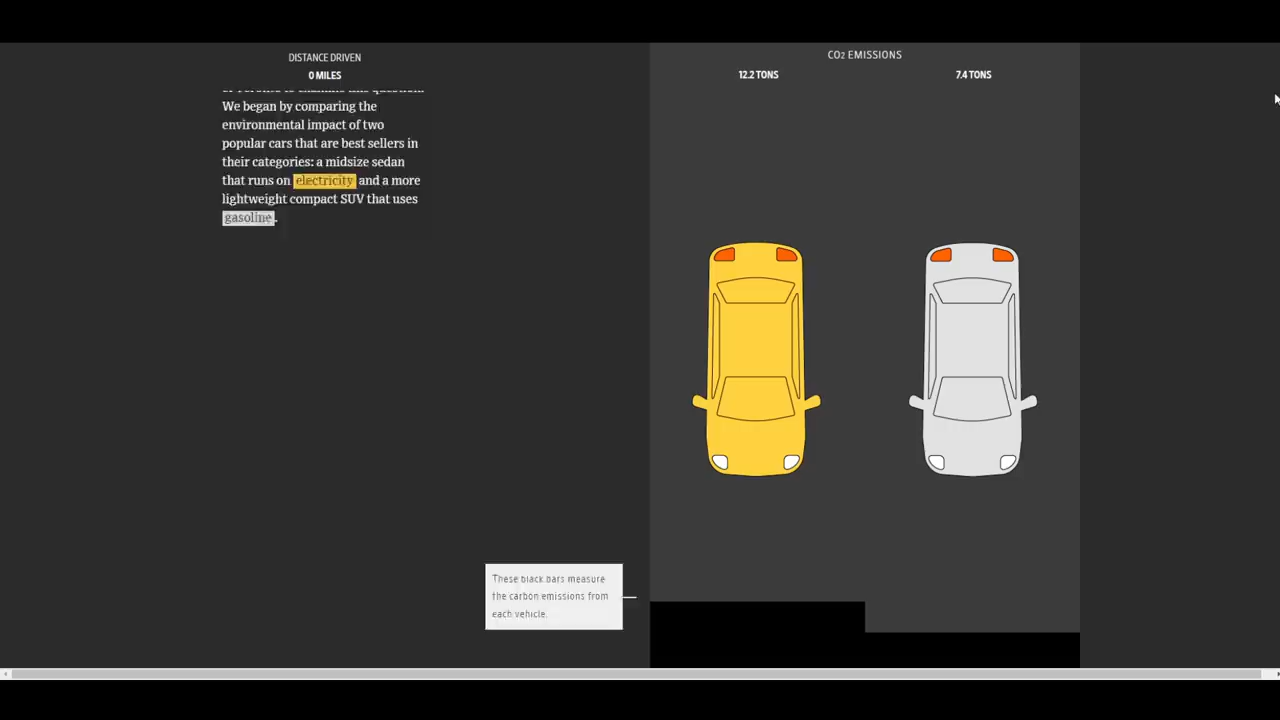 DISTANCE DRIVEN
0 MILES
We began by comparing the
environmental impact of two
popular cars that are best sellers in
their categories: a midsize sedan
that runs on electricity and a more
lightweight compact SUV that uses
gasoline.
CO2 EMISSIONS
12.2 TONS
7.4 TONS
These black bars measure
the carbon emissions from
each vehicle.